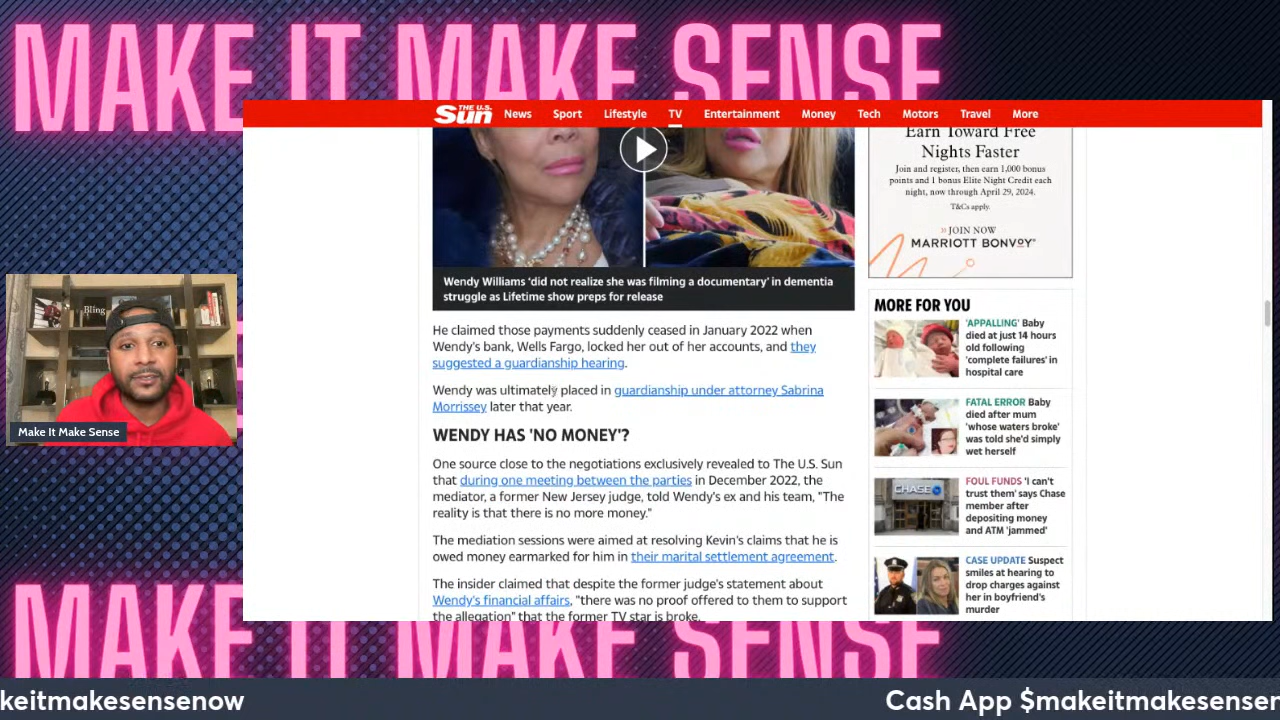 MAKE IT MAKE SENSE
THE U.S. Sun
News Sport Lifestyle TV Entertainment Money Tech Motors Travel More
Wendy Williams 'did not realize she was filming a documentary' in dementia
struggle as Lifetime show preps for release
He claimed those payments suddenly ceased in January 2022 when
Wendy's bank, Wells Fargo, locked her out of her accounts, and they
suggested a guardianship hearing.
Wendy was ultimately placed in guardianship under attorney Sabrina
Morrissey later that year.
WENDY HAS 'NO MONEY'?
One source close to the negotiations exclusively revealed to The U.S. Sun
that during one meeting between the parties in December 2022, the
mediator, a former New Jersey judge, told Wendy's ex and his team, "The
reality is that there is no more money."
The mediation sessions were aimed at resolving Kevin's claims that he is
owed money earmarked for him in their marital settlement agreement.
The insider claimed that despite the former judge's statement about
Wendy's financial affairs, "there was no proof offered to them to support
the allegation" that the former TV star is broke.
Earn Toward Free
Nights Faster
Join and register, then earn 1,000 bonus
points and 1 bonus Elite Night Credit each
night, now through April 29, 2024.
T&Cs apply.
» JOIN NOW
MARRIOTT BONVOY
MORE FOR YOU
'APPALLING' Baby
died at just 14 hours
old following
'complete failures' in
hospital care
FATAL ERROR Baby
died after mum
'whose waters broke'
was told she'd simply
wet herself
CHASE
FOUL FUNDS 'I can't
trust them' says Chase
member after
depositing money
and ATM 'jammed'
CASE UPDATE Suspect
smiles at hearing to
drop charges against
her in boyfriend's
murder
Bling
Make It Make Sense
MAKE IT MAKE SENSE
keitmakesensenow
Cash App $makeitmakesensen